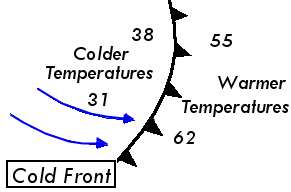 38
55
Colder
Temperatures
31
Warmer
Temperatures
62
Cold Front